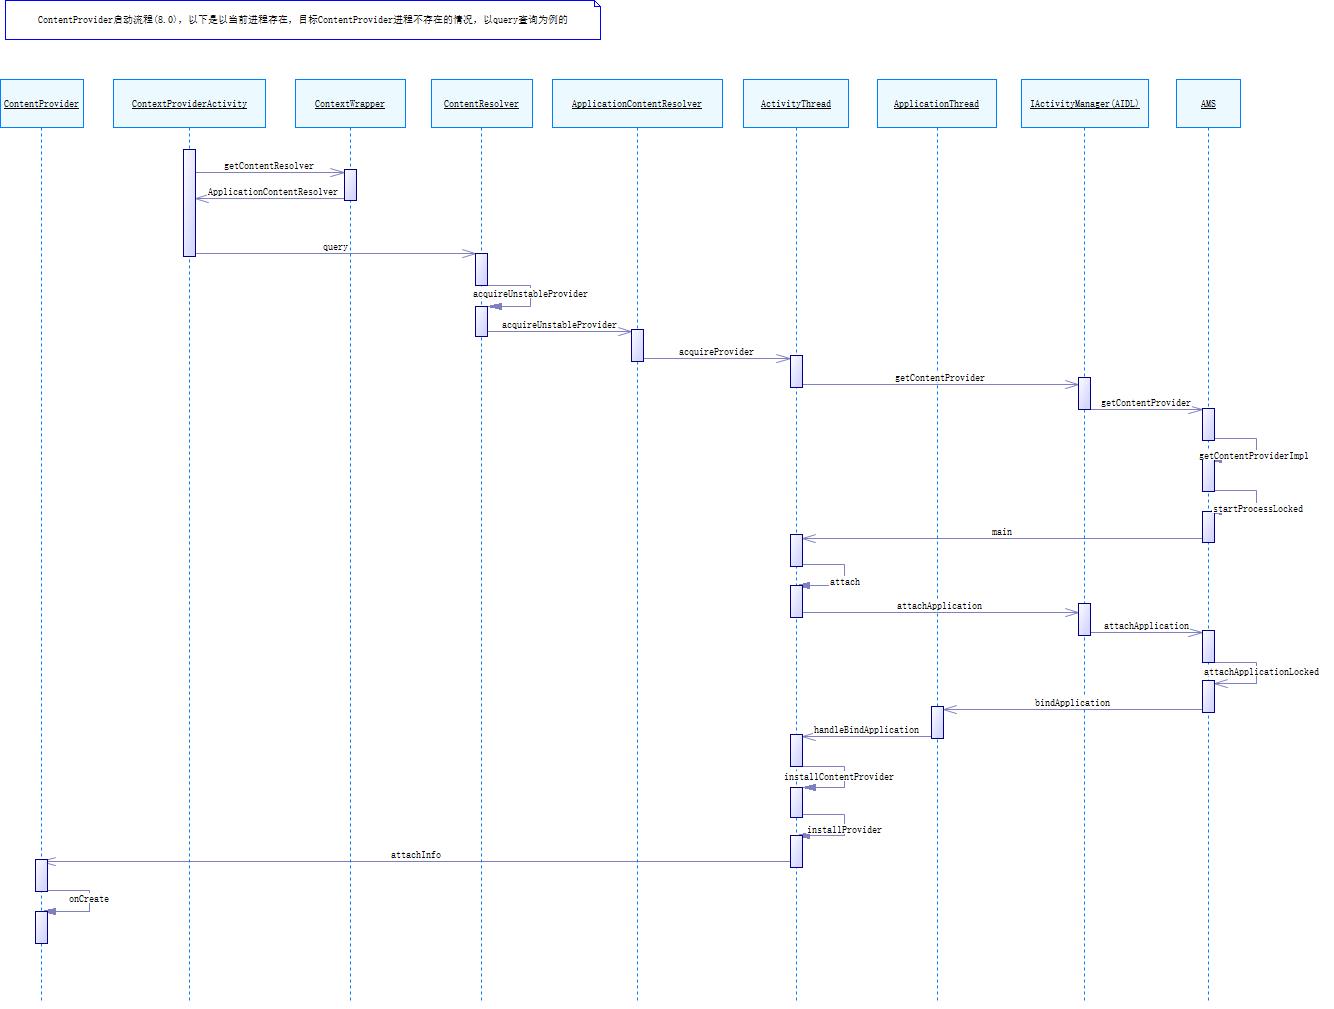 ContentProvider启动流程(8.0)，以下是以当前进程存在，目标ContentProvider进程不存在的情况，以query查询为例的
ContentProvider
ContextProviderActivity
ContextWrapper
ContentResolver
ApplicationContentResolver
ActivityThread
ApplicationThread
IActivityManager(AIDL)
AMS
getContentResolver
ApplicationContentResolver
query
acquireUnstableProvider
acquireUnstableProvider
acquireProvider
getContentProvider
getContentProvider
getContentProviderImpl
startProcessLocked
main
attach
attachApplication
attachApplication
attachApplicationLocked
bindApplication
handleBindApplication
installContentProvider
installProvider
attachInfo
onCreate